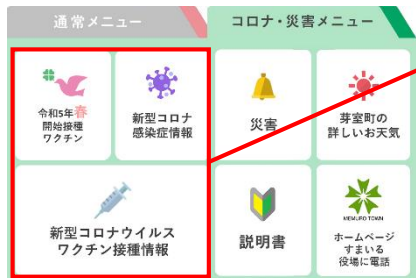 通常メニュー
コロナ・災害メニュー
令和5年春
開始接種
ワクチン
新型コロナ
感染症情報
災害
芽室町の
詳しいお天気
新型コロナウイルス
ワクチン接種情報
説明書
MEMURO TOWN
ホームページ
すまいる
役場に電話